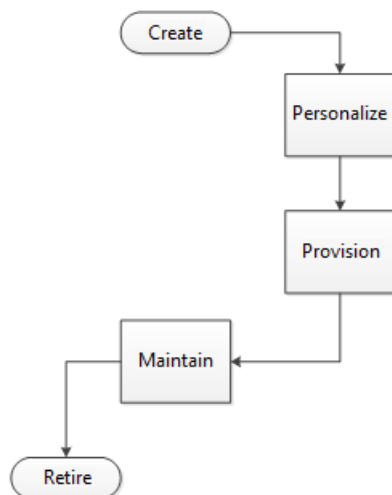 Create
Personalize
Provision
Maintain
Retire